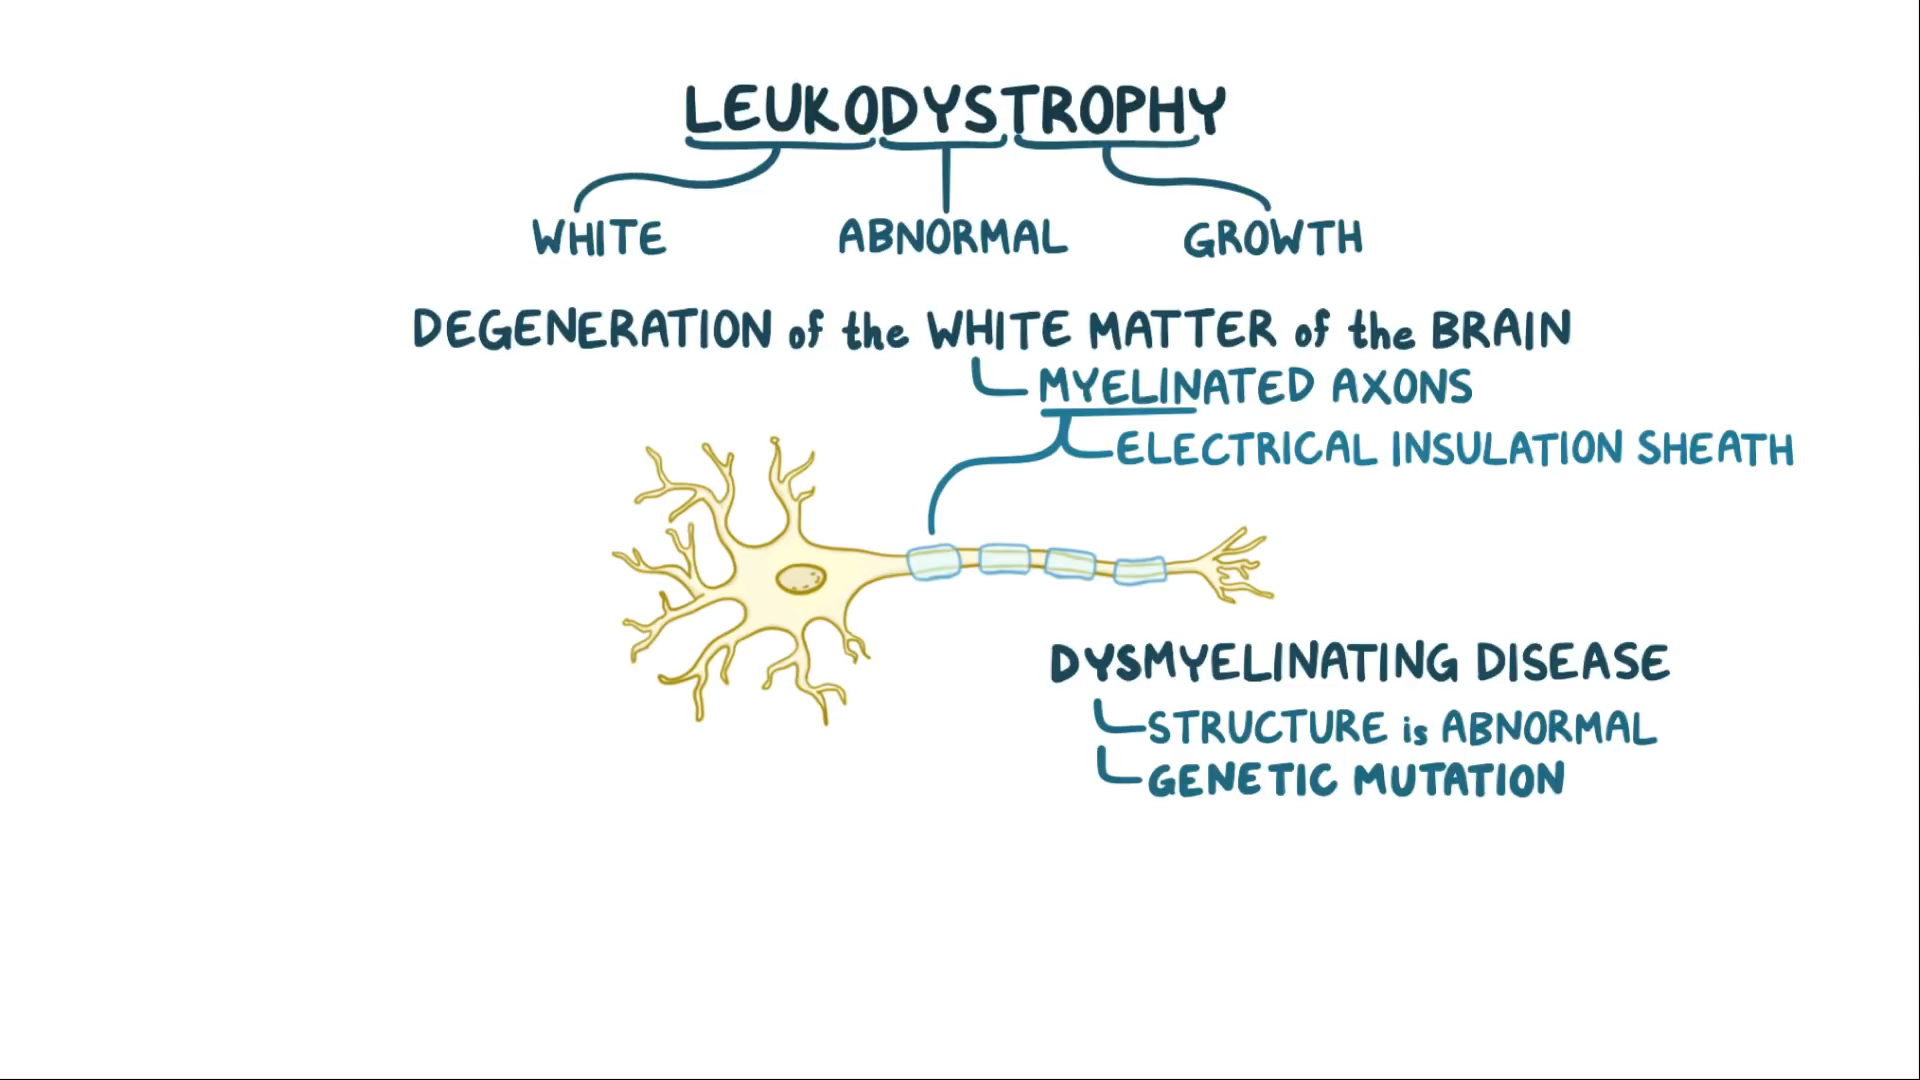 LEUKODYSTROPHY
WHITE ABNORMAL GROWTH
DEGENERATION of the WHITE MATTER of the BRAIN
MYELINATED AXONS
ELECTRICAL INSULATION SHEATH
DYSMYELINATING DISEASE
STRUCTURE is ABNORMAL
GENETIC MUTATION